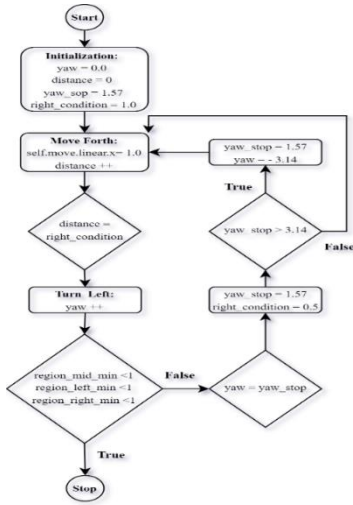 Start
Initialization:
yaw = 0.0
distance = 0
yaw_sop = 1.57
right_condition = 1.0
Move Forth:
self.move.linear.x= 1.0
distance ++
distance =
right_condition
Turn Left:
yaw ++
region_mid_min <1
region_left_min <1
region_right_min <1
True
Stop
False
yaw = yaw_stop
yaw_stop = 1.57
right_condition = 0.5
yaw_stop > 3.14
False
True
yaw_stop = 1.57
yaw = - 3.14